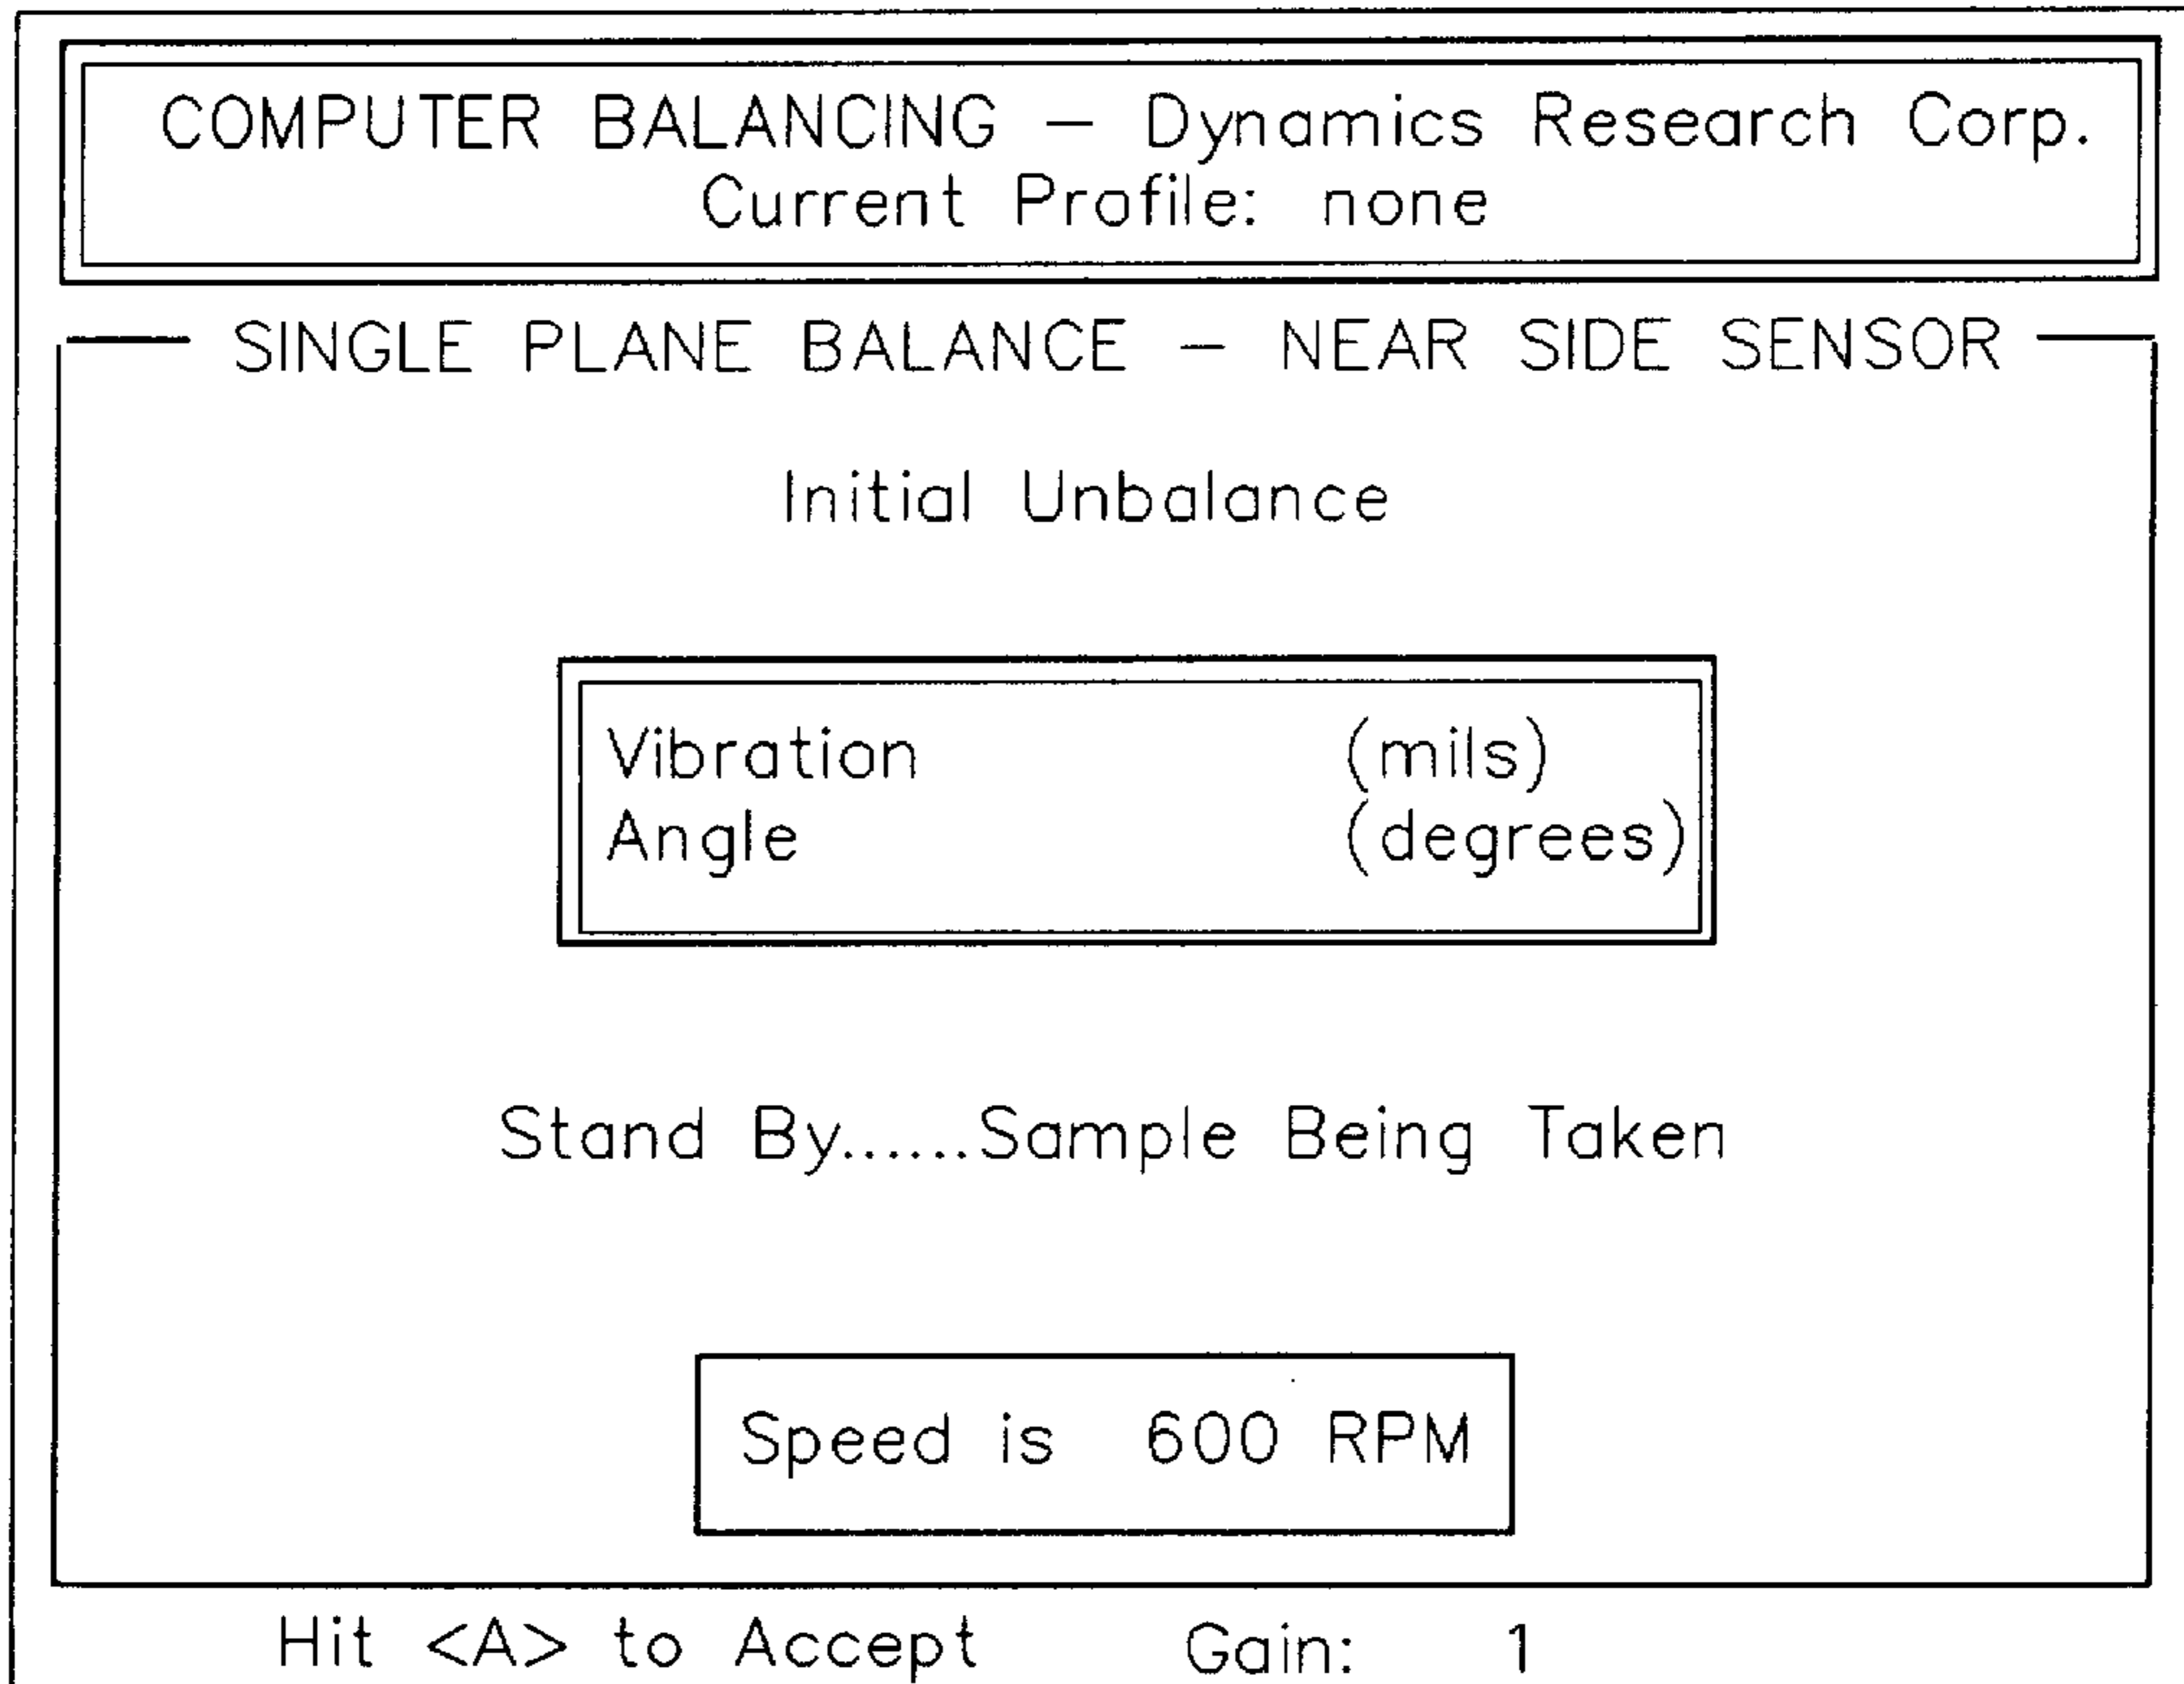 COMPUTER BALANCING — Dynamics Research Corp.
Current Profile: none
SINGLE PLANE BALANCE — NEAR SIDE SENSOR
Initial Unbalance
Vibration (mils)
Angle (degrees)
Stand By......Sample Being Taken
Speed is 600 RPM
Hit <A> to Accept Gain: 1